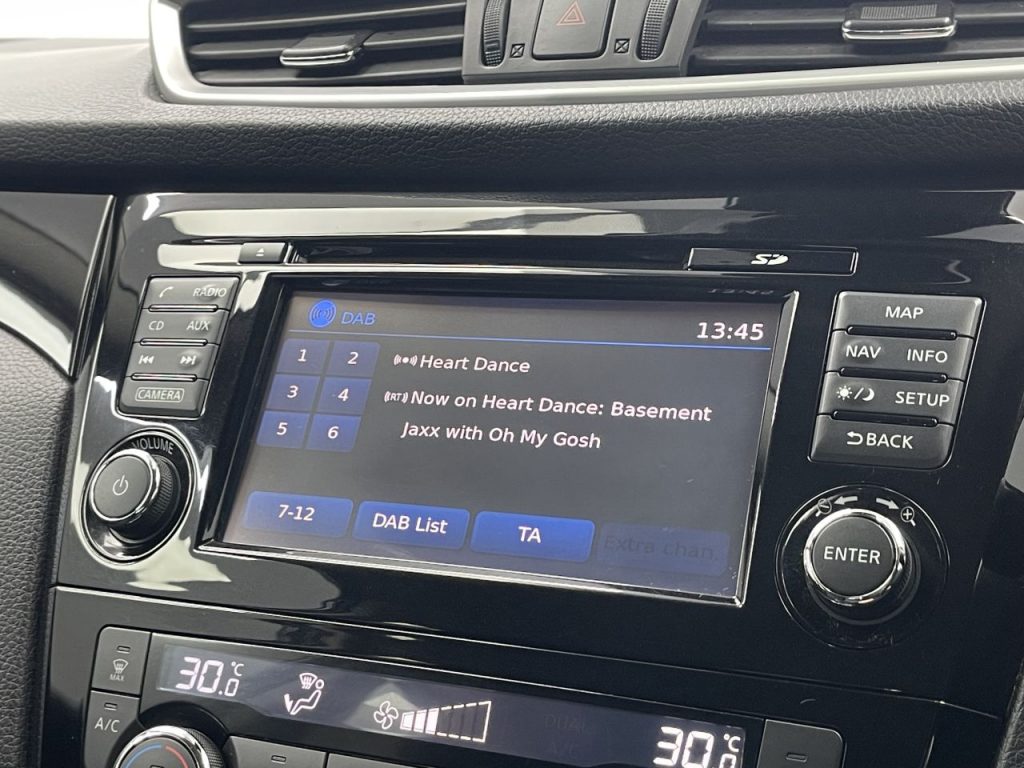 SD
RADIO
CD AUX
CAMERA
VOLUME
DAB
13:45
1 2
3 4
5 6
Heart Dance
(RT) Now on Heart Dance: Basement
Jaxx with Oh My Gosh
7-12
DAB List
TA
Extra chan.
MAP
NAV INFO
SETUP
BACK
ENTER
MAX
A/C
30.0 °C
DUAL
30.0 °C